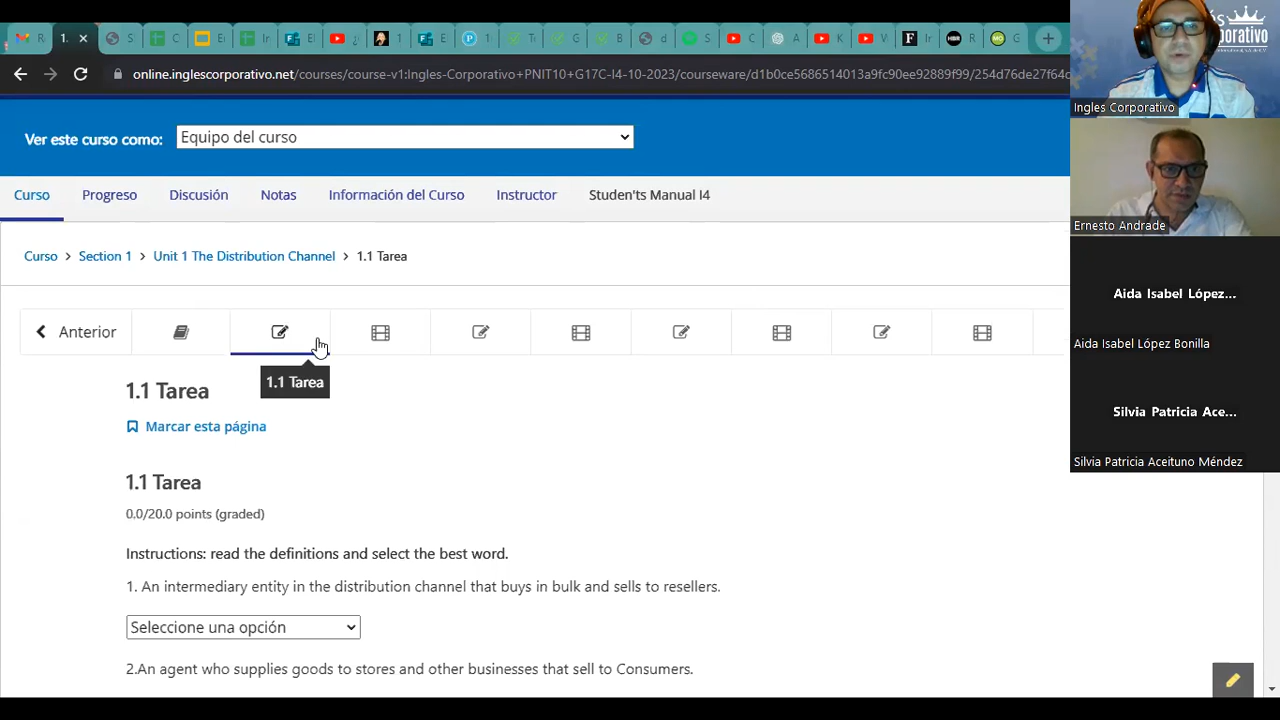 online.inglescorporativo.net/courses/course-v1:Ingles-Corporativo+PNIT10+G17C-I4-10-2023/courseware/d1b0ce5686514013a9fc90ee92889f99/254d76de27f64d
Ver este curso como:
Equipo del curso
Curso
Progreso
Discusión
Notas
Información del Curso
Instructor
Studen'ts Manual I4
Curso > Section 1 > Unit 1 The Distribution Channel > 1.1 Tarea
Anterior
1.1 Tarea
1.1 Tarea
Marcar esta página
1.1 Tarea
0.0/20.0 points (graded)
Instructions: read the definitions and select the best word.
1. An intermediary entity in the distribution channel that buys in bulk and sells to resellers.
Seleccione una opción
2.An agent who supplies goods to stores and other businesses that sell to Consumers.
Ingles Corporativo
Ernesto Andrade
Aida Isabel López...
Aida Isabel López Bonilla
Silvia Patricia Ace...
Silvia Patricia Aceituno Méndez